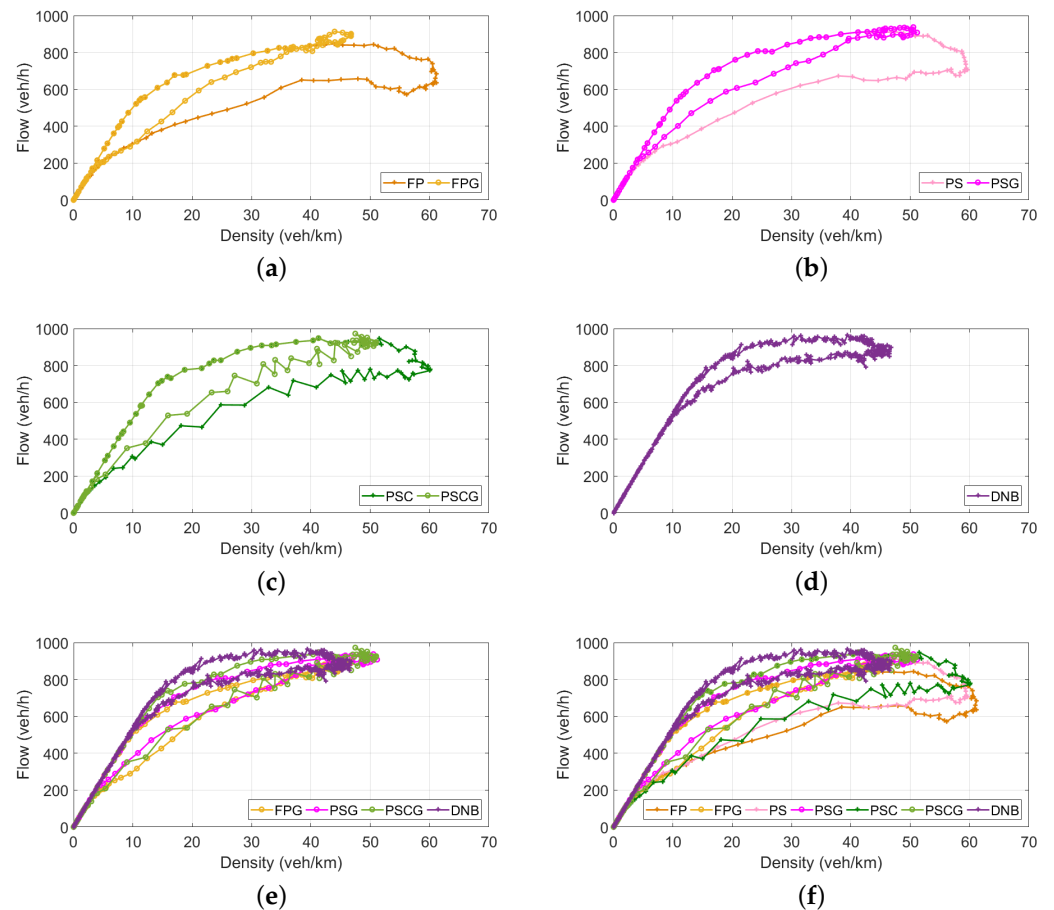 1000
800
600
400
200
0
Flow (veh/h)
0 10 20 30 40 50 60 70
Density (veh/km)
FP FPG
(a)
1000
800
600
400
200
0
Flow (veh/h)
0 10 20 30 40 50 60 70
Density (veh/km)
PS PSG
(b)
1000
800
600
400
200
0
Flow (veh/h)
0 10 20 30 40 50 60 70
Density (veh/km)
PSC PSCG
(c)
1000
800
600
400
200
0
Flow (veh/h)
0 10 20 30 40 50 60 70
Density (veh/km)
DNB
(d)
1000
800
600
400
200
0
Flow (veh/h)
0 10 20 30 40 50 60 70
Density (veh/km)
FPG PSG PSCG DNB
(e)
1000
800
600
400
200
0
Flow (veh/h)
0 10 20 30 40 50 60 70
Density (veh/km)
FP FPG PS PSG PSC PSCG DNB
(f)